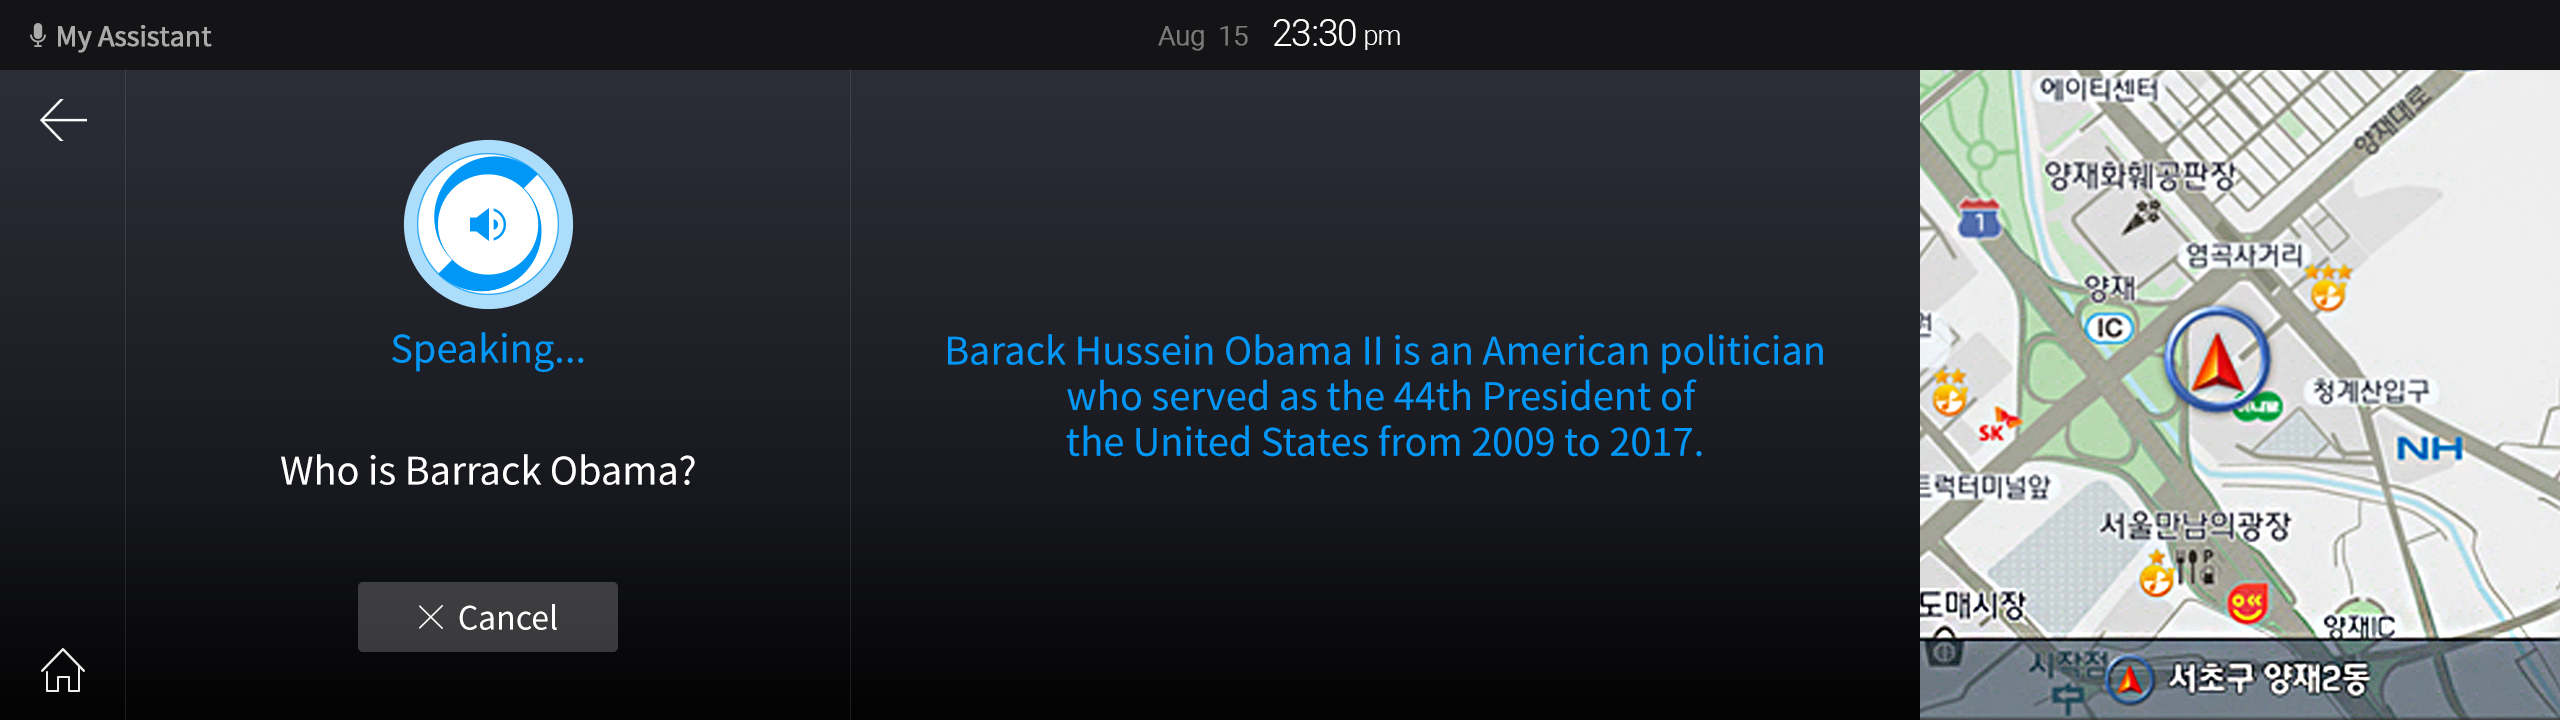 My Assistant
Aug 15 23:30 pm
Speaking...
Who is Barrack Obama?
Cancel
Barack Hussein Obama II is an American politician
who served as the 44th President of
the United States from 2009 to 2017.
에이티센터
양재대로
양재화훼공판장
1
염곡사거리
양재
IC
청계산입구
SK
NH
트럭터미널앞
서울만남의광장
P
도매시장
양재IC
시작점
서초구 양재2동